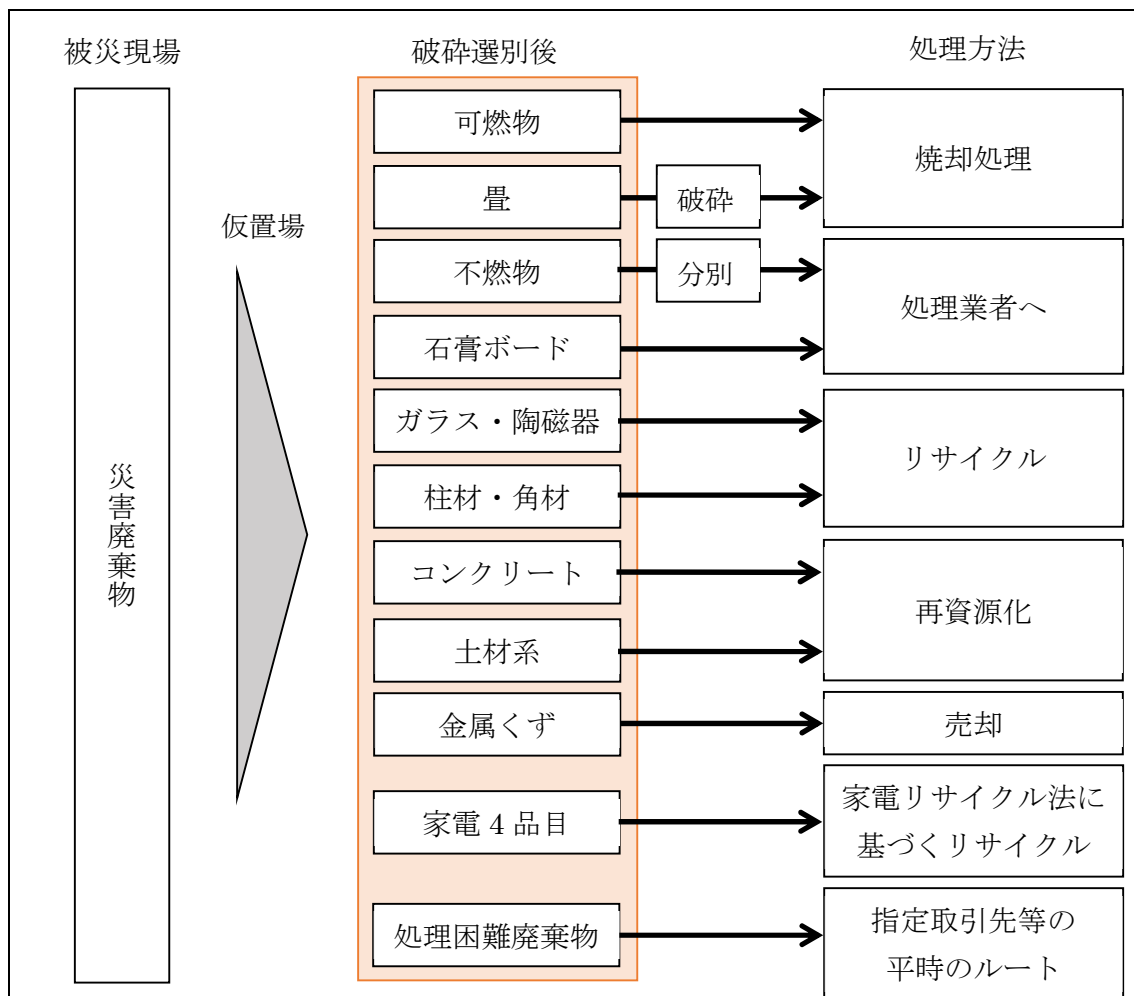 被災現場
破砕選別後
処理方法
災害廃棄物
仮置場
可燃物
畳
破砕
焼却処理
不燃物
分別
石膏ボード
処理業者へ
ガラス・陶磁器
柱材・角材
リサイクル
コンクリート
土材系
再資源化
金属くず
売却
家電4品目
家電リサイクル法に
基づくリサイクル
処理困難廃棄物
指定取引先等の
平時のルート